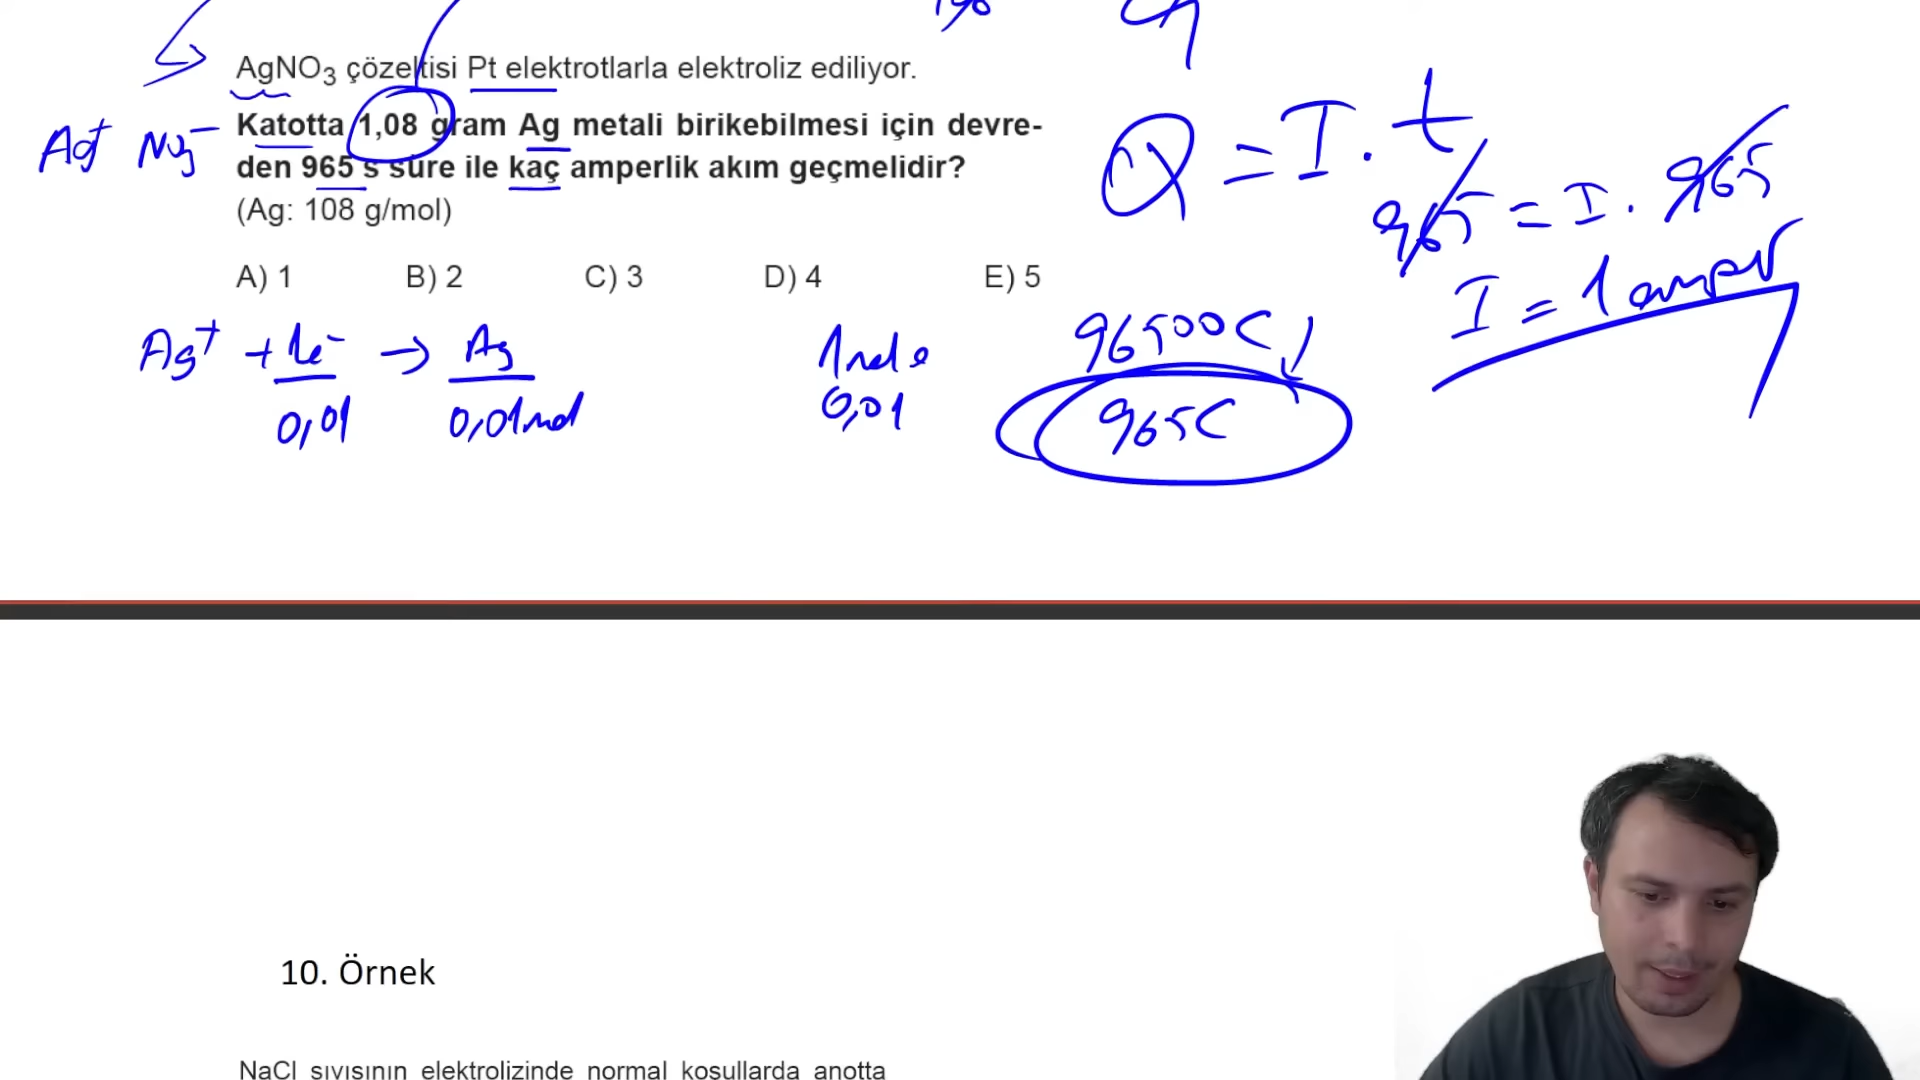 AgNO3 çözeltisi Pt elektrotlarla elektroliz ediliyor.
Katotta 1,08 gram Ag metali birikebilmesi için devre-
den 965 s süre ile kaç amperlik akım geçmelidir?
(Ag: 108 g/mol)
A) 1 B) 2 C) 3 D) 4 E) 5
Ag+ NO3-
Ag+ + 1e- → Ag
0,01 0,01 mol
1 mol e 96500C
0,01 965C
Q = I . t
965 = I . 965
I = 1 amper
10. Örnek
NaCl sıvısının elektrolizinde normal koşullarda anotta